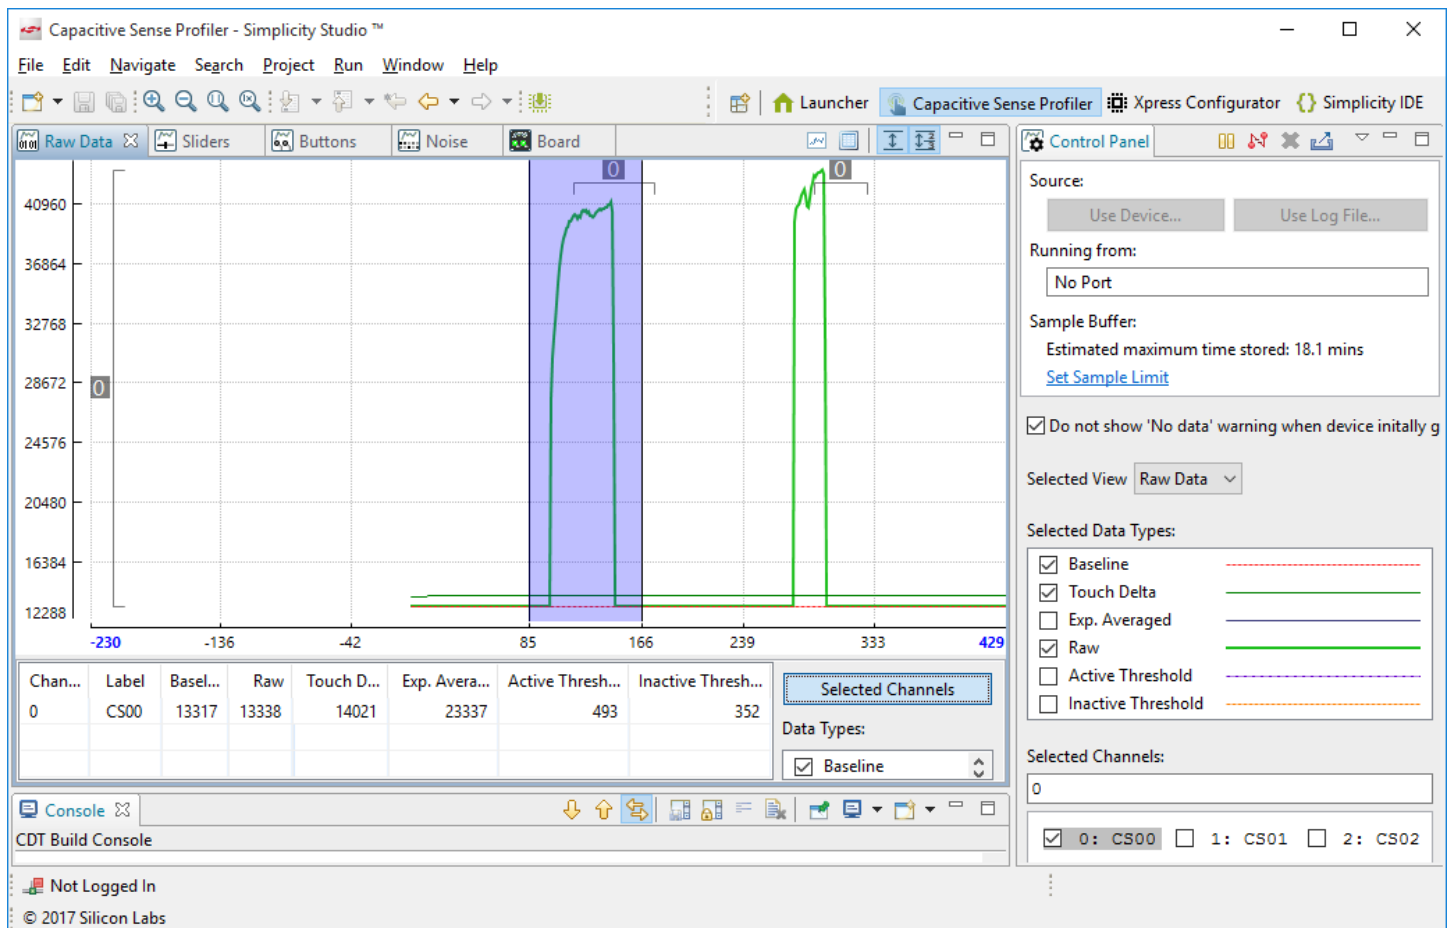 Capacitive Sense Profiler - Simplicity Studio ™
File Edit Navigate Search Project Run Window Help
Launcher Capacitive Sense Profiler Xpress Configurator Simplicity IDE
Raw Data Sliders Buttons Noise Board
0 0
40960
36864
32768
28672
0
24576
20480
16384
12288
-230 -136 -42 85 166 239 333 429
Chan... Label Basel... Raw Touch D... Exp. Avera... Active Thresh... Inactive Thresh...
0 CS00 13317 13338 14021 23337 493 352
Selected Channels
Data Types:
Baseline
Console
CDT Build Console
Control Panel
Source:
Use Device... Use Log File...
Running from:
No Port
Sample Buffer:
Estimated maximum time stored: 18.1 mins
Set Sample Limit
Do not show 'No data' warning when device initally g
Selected View Raw Data
Selected Data Types:
Baseline
Touch Delta
Exp. Averaged
Raw
Active Threshold
Inactive Threshold
Selected Channels:
0
0: CS00 1: CS01 2: CS02
Not Logged In
© 2017 Silicon Labs